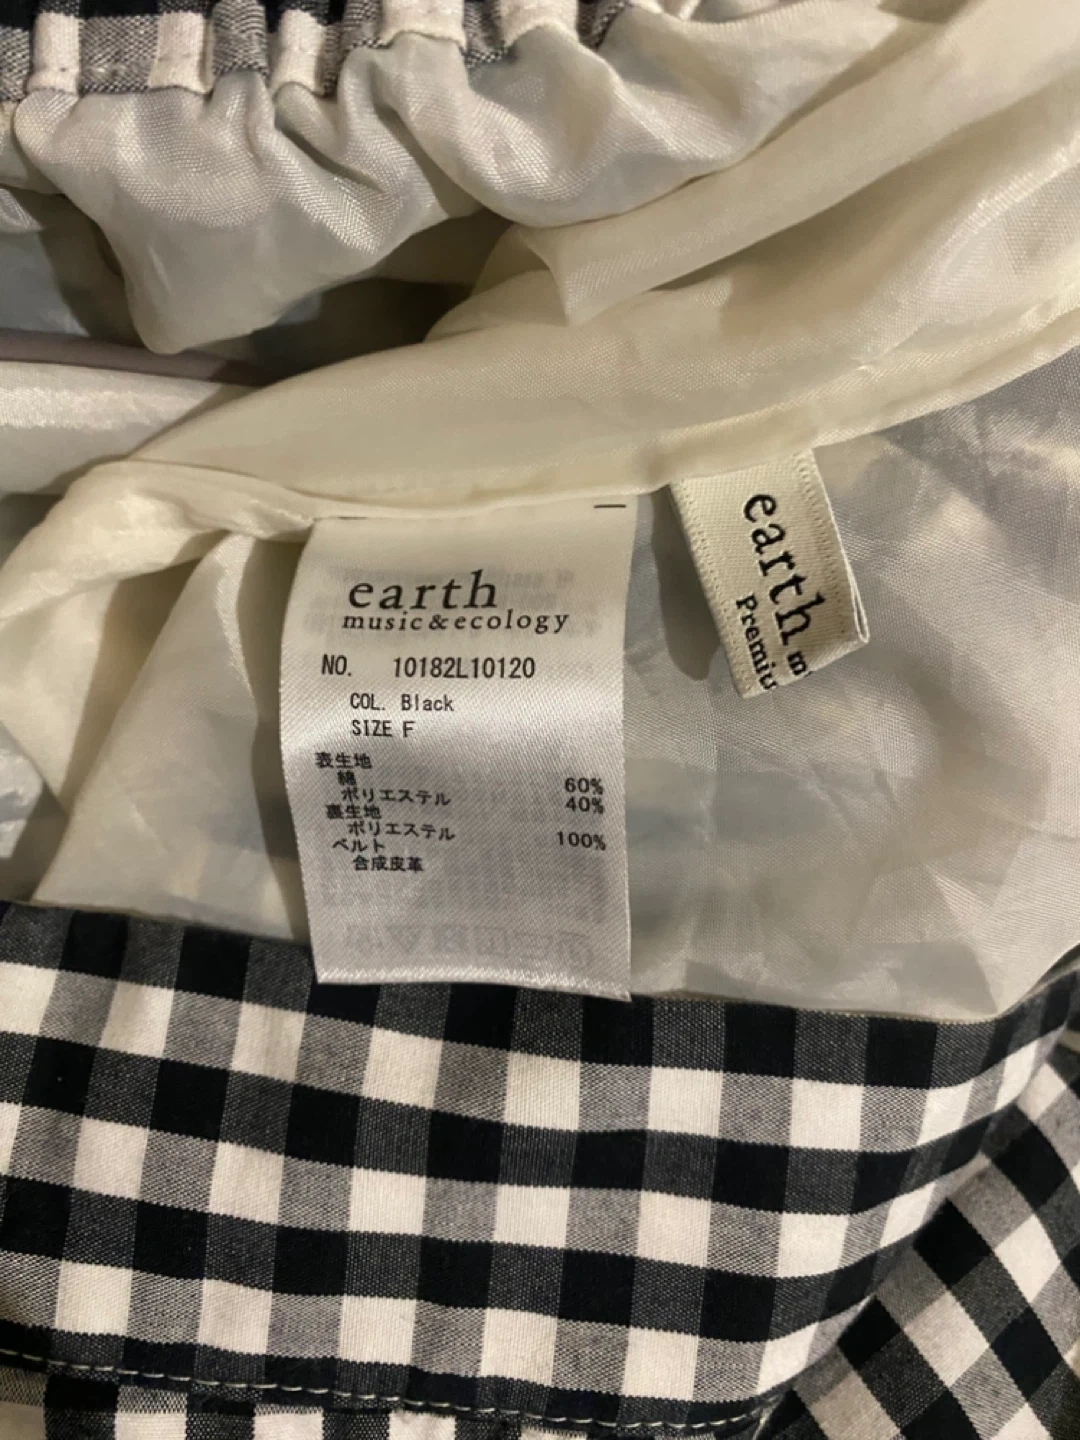 earth
music&ecology
NO. 10182L10120
COL. Black
SIZE F
表生地
綿 60%
ポリエステル 40%
裏生地
ポリエステル 100%
ベルト
合成皮革
earth m
Premiu